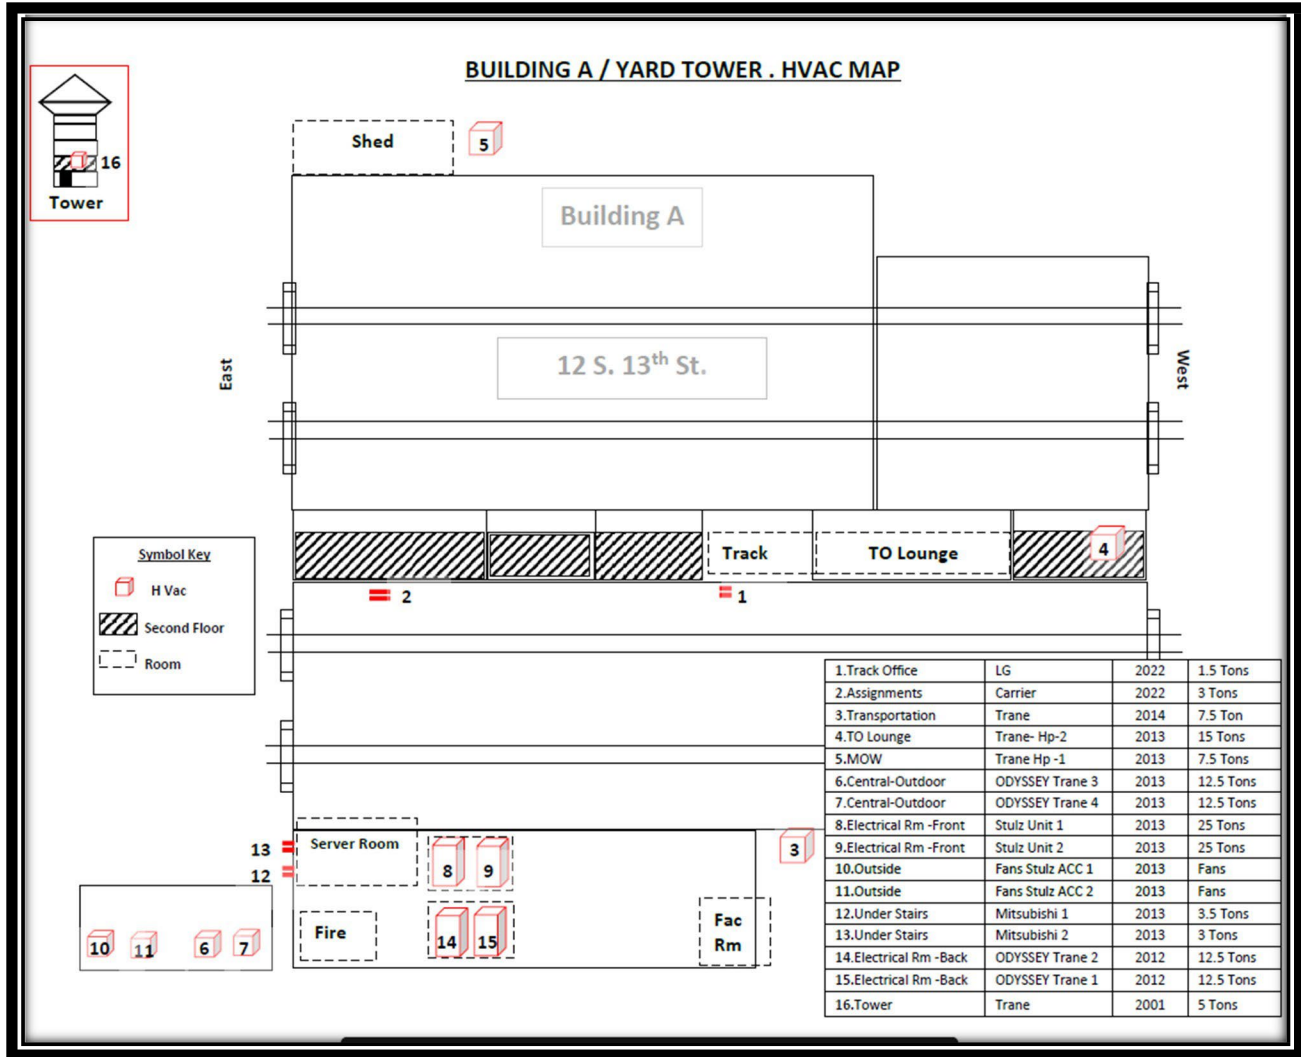 BUILDING A / YARD TOWER . HVAC MAP
16
Tower
Shed
5
Building A
12 S. 13th St.
East
West
Symbol Key
H Vac
Second Floor
Room
Track
TO Lounge
4
2
1
1.Track Office LG 2022 1.5 Tons
2.Assignments Carrier 2022 3 Tons
3.Transportation Trane 2014 7.5 Ton
4.TO Lounge Trane- Hp-2 2013 15 Tons
5.MOW Trane Hp -1 2013 7.5 Tons
6.Central-Outdoor ODYSSEY Trane 3 2013 12.5 Tons
7.Central-Outdoor ODYSSEY Trane 4 2013 12.5 Tons
8.Electrical Rm -Front Stulz Unit 1 2013 25 Tons
9.Electrical Rm -Front Stulz Unit 2 2013 25 Tons
10.Outside Fans Stulz ACC 1 2013 Fans
11.Outside Fans Stulz ACC 2 2013 Fans
12.Under Stairs Mitsubishi 1 2013 3.5 Tons
13.Under Stairs Mitsubishi 2 2013 3 Tons
14.Electrical Rm -Back ODYSSEY Trane 2 2012 12.5 Tons
15.Electrical Rm -Back ODYSSEY Trane 1 2012 12.5 Tons
16.Tower Trane 2001 5 Tons
13
12
Server Room
8
9
3
Fire
14
15
Fac
Rm
10
11
6
7